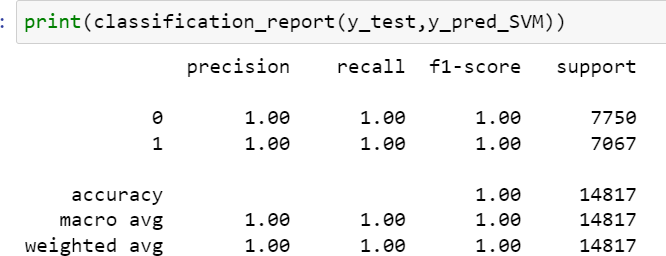 : print(classification_report(y_test,y_pred_SVM))
precision recall f1-score support
0 1.00 1.00 1.00 7750
1 1.00 1.00 1.00 7067
accuracy 1.00 14817
macro avg 1.00 1.00 1.00 14817
weighted avg 1.00 1.00 1.00 14817